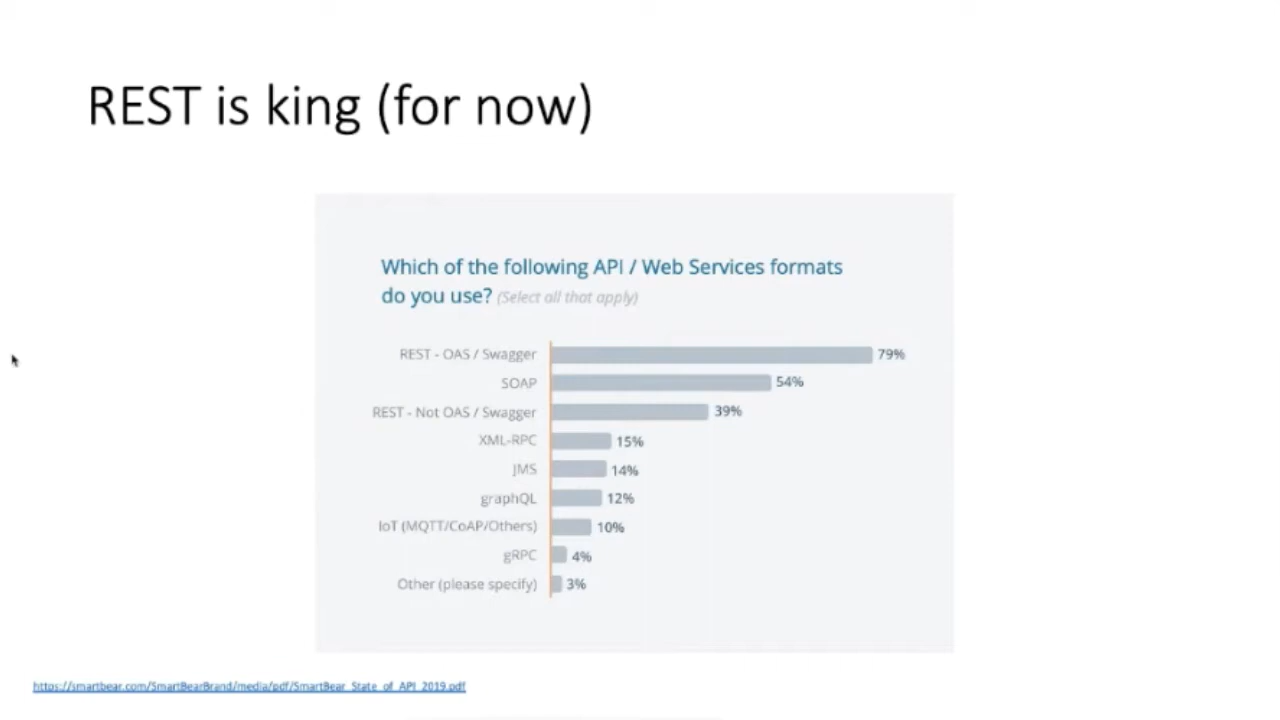 REST is king (for now)
Which of the following API / Web Services formats
do you use? (Select all that apply)
REST - OAS / Swagger 79%
SOAP 54%
REST - Not OAS / Swagger 39%
XML-RPC 15%
JMS 14%
graphQL 12%
IoT (MQTT/CoAP/Others) 10%
gRPC 4%
Other (please specify) 3%
https://smartbear.com/SmartBearBrand/media/pdf/SmartBear_State_of_API_2019.pdf